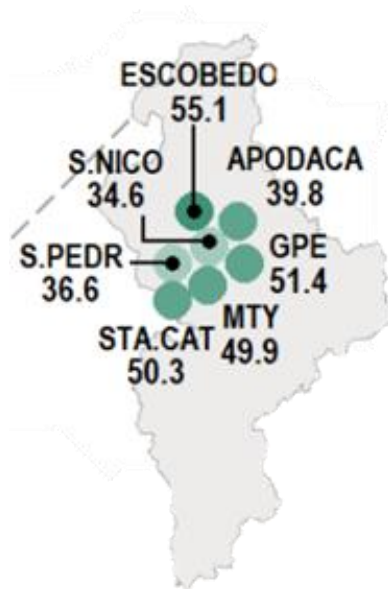 ESCOBEDO
55.1
S.NICO
34.6
APODACA
39.8
S.PEDR
36.6
GPE
51.4
STA.CAT
50.3
MTY
49.9